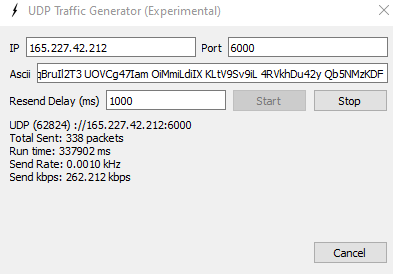 UDP Traffic Generator (Experimental)
IP 165.227.42.212 Port 6000
Ascii qBruIl2T3 UOVCg47Iam OiMmiLdiIX KLtV9Sv9iL 4RVkhDu42y Qb5NMzKDF
Resend Delay (ms) 1000 Start Stop
UDP (62824) ://165.227.42.212:6000
Total Sent: 338 packets
Run time: 337902 ms
Send Rate: 0.0010 kHz
Send kbps: 262.212 kbps
Cancel